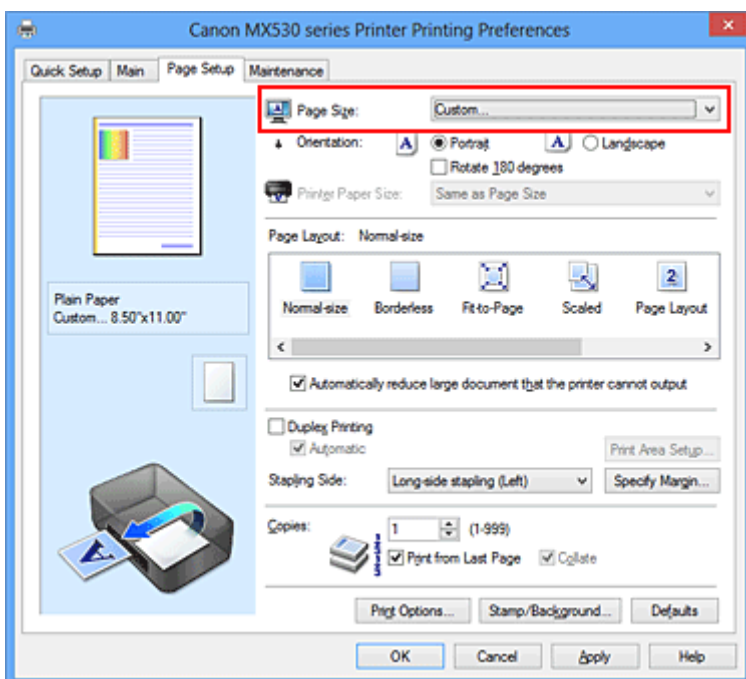 Canon MX530 series Printer Printing Preferences
Quick Setup Main Page Setup Maintenance
Page Size: Custom...
Orientation: A Portrait A Landscape
Rotate 180 degrees
Printer Paper Size: Same as Page Size
Page Layout: Normal-size
2
Normal-size Borderless Fit-to-Page Scaled Page Layout
Plain Paper
Custom... 8.50"x11.00"
Automatically reduce large document that the printer cannot output
Duplex Printing
Automatic Print Area Setup...
Stapling Side: Long-side stapling (Left) Specify Margin...
Copies: 1 (1-999)
Print from Last Page Collate
Print Options... Stamp/Background... Defaults
OK Cancel Apply Help